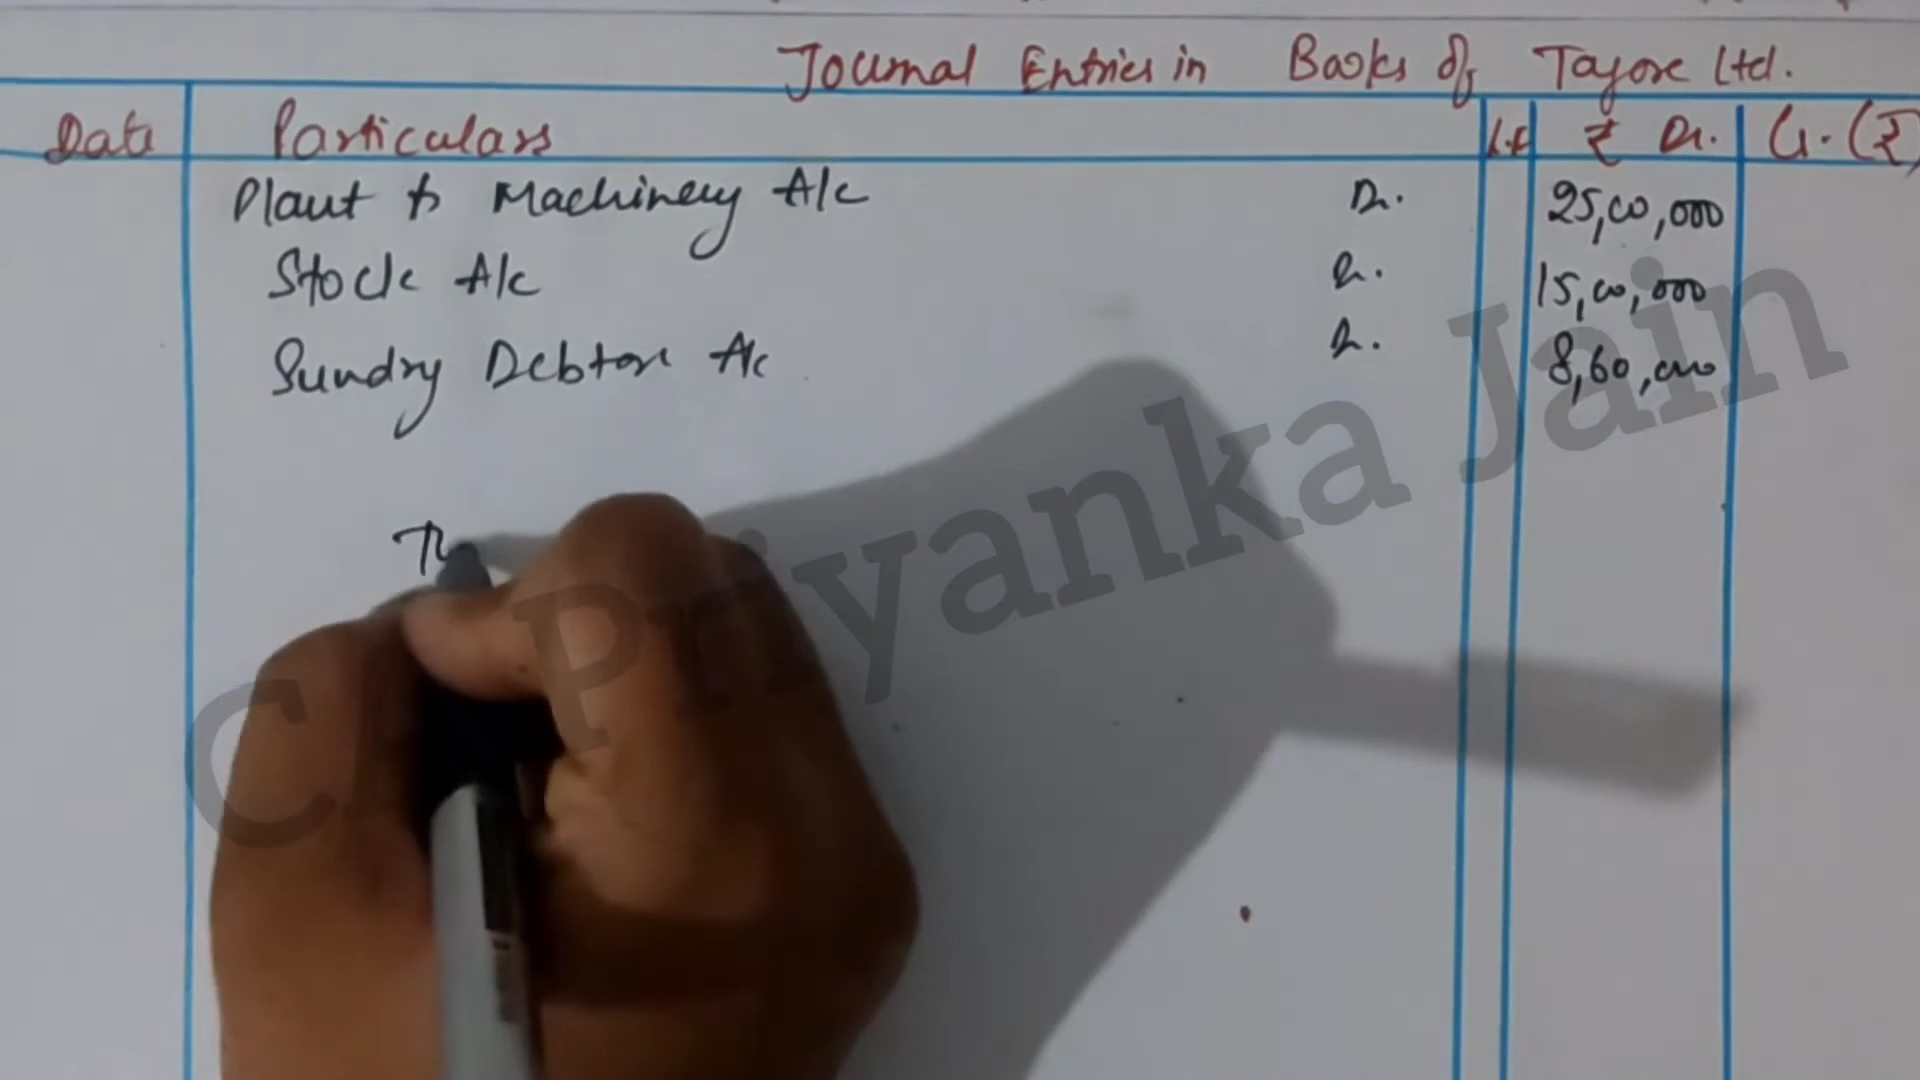 Journal Entries in Books of Tagore Ltd.
Date Particulars L.F ₹ Dr. Cr. (₹)
Plant & Machinery A/c Dr. 25,00,000
Stock A/c Dr. 15,00,000
Sundry Debtors A/c Dr. 8,60,000
CA Priyanka Jain